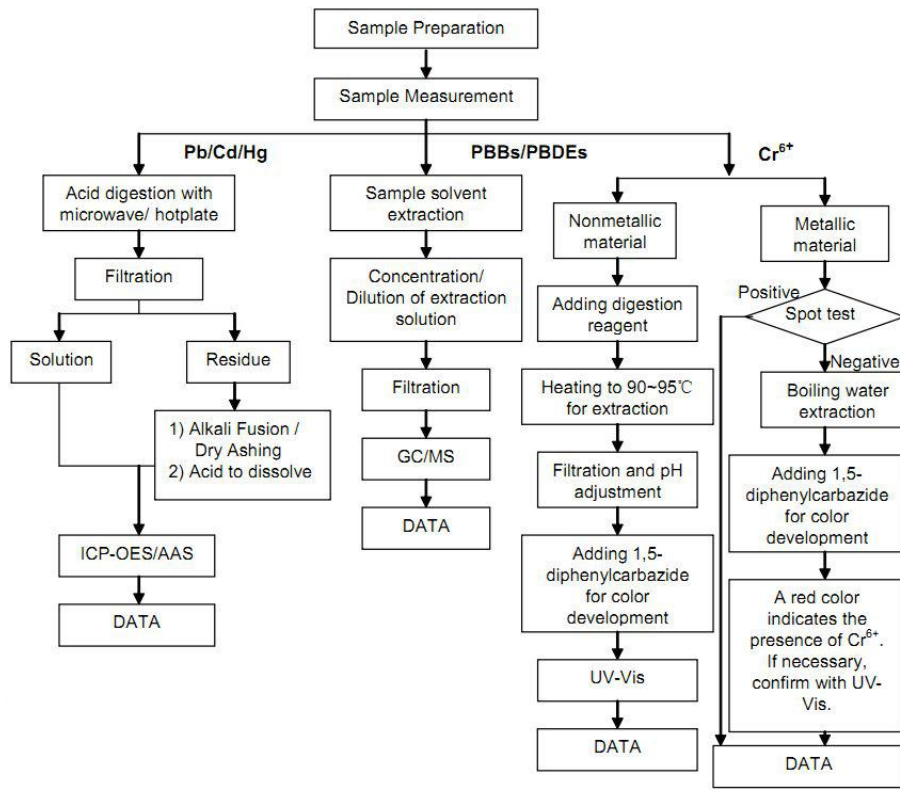 Sample Preparation
Sample Measurement
Pb/Cd/Hg
PBBs/PBDEs
Cr⁶⁺
Acid digestion with
microwave/ hotplate
Filtration
Solution
Residue
1) Alkali Fusion /
Dry Ashing
2) Acid to dissolve
ICP-OES/AAS
DATA
Sample solvent
extraction
Concentration/
Dilution of extraction
solution
Filtration
GC/MS
DATA
Nonmetallic
material
Adding digestion
reagent
Heating to 90~95℃
for extraction
Filtration and pH
adjustment
Adding 1,5-
diphenylcarbazide
for color
development
UV-Vis
DATA
Metallic
material
Positive
Spot test
Negative
Boiling water
extraction
Adding 1,5-
diphenylcarbazide
for color
development
A red color
indicates the
presence of Cr⁶⁺.
If necessary,
confirm with UV-
Vis.
DATA